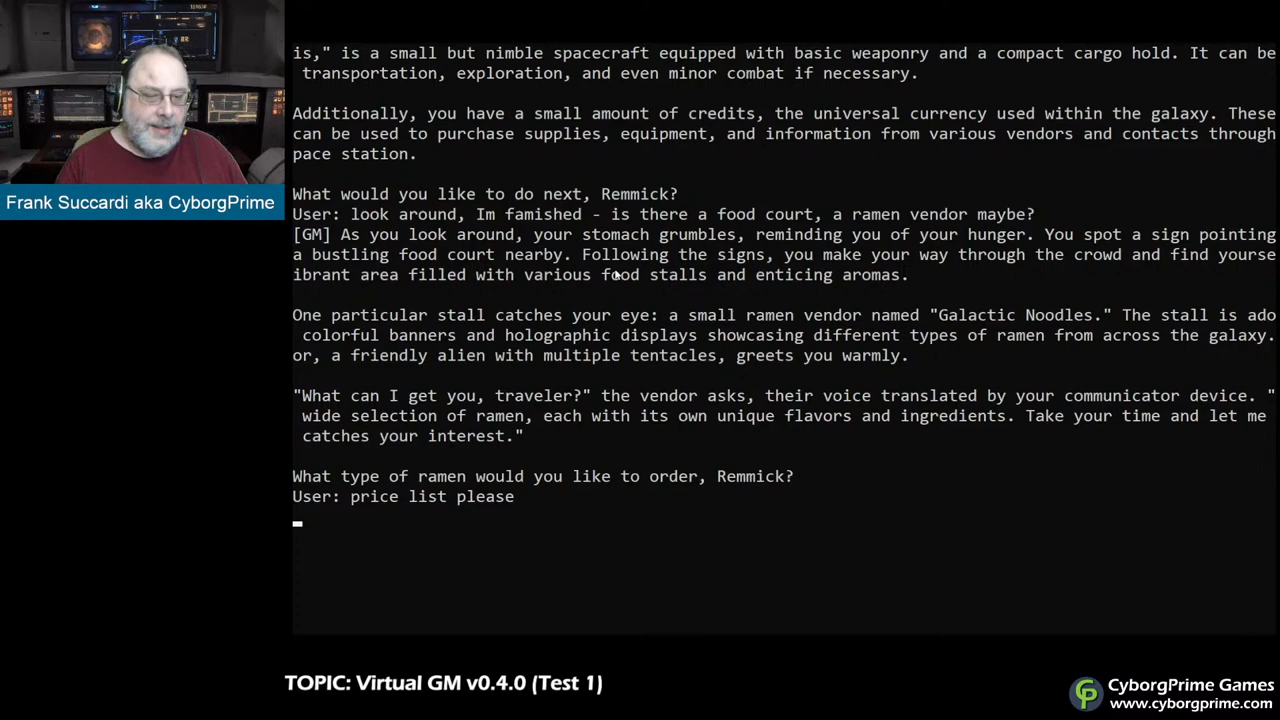 is," is a small but nimble spacecraft equipped with basic weaponry and a compact cargo hold. It can be
transportation, exploration, and even minor combat if necessary.
Additionally, you have a small amount of credits, the universal currency used within the galaxy. These
can be used to purchase supplies, equipment, and information from various vendors and contacts through
pace station.
What would you like to do next, Remmick?
User: look around, Im famished - is there a food court, a ramen vendor maybe?
[GM] As you look around, your stomach grumbles, reminding you of your hunger. You spot a sign pointing
a bustling food court nearby. Following the signs, you make your way through the crowd and find yourse
ibrant area filled with various food stalls and enticing aromas.
One particular stall catches your eye: a small ramen vendor named "Galactic Noodles." The stall is ado
colorful banners and holographic displays showcasing different types of ramen from across the galaxy.
or, a friendly alien with multiple tentacles, greets you warmly.
"What can I get you, traveler?" the vendor asks, their voice translated by your communicator device. "
wide selection of ramen, each with its own unique flavors and ingredients. Take your time and let me
catches your interest."
What type of ramen would you like to order, Remmick?
User: price list please
Frank Succardi aka CyborgPrime
TOPIC: Virtual GM v0.4.0 (Test 1)
CyborgPrime Games
www.cyborgprime.com